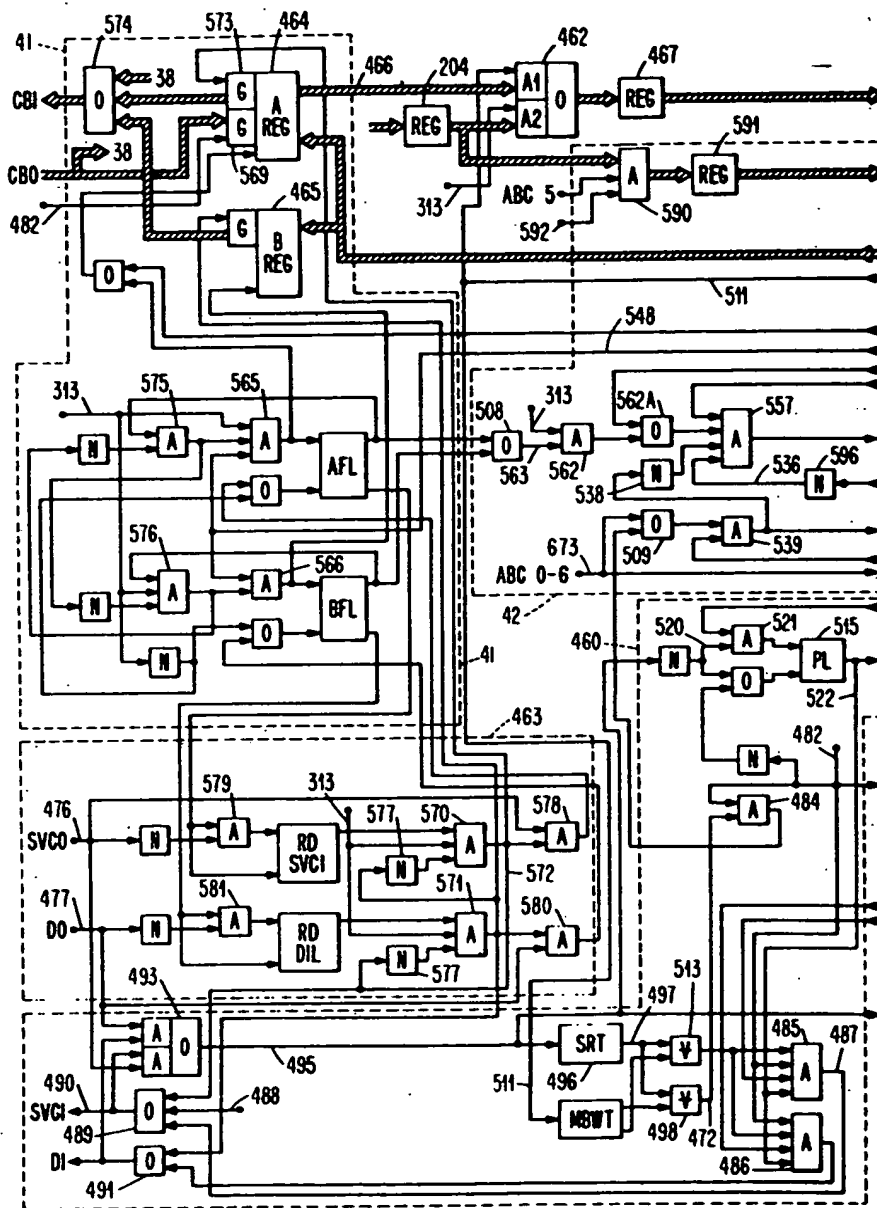 574
573
464
462
467
41
38
466
204
A1
O
REG
CBI
O
G
A
REG
A2
REG
G
591
CBO
38
569
313
A
REG
482
465
ABC 5
590
G
592
B
REG
O
511
548
313
575
565
508
313
562A
557
N
A
A
AFL
O
A
O
A
536
596
563
562
N
N
O
538
576
566
673
O
A
A
A
BFL
ABC 0-6
509
539
N
O
42
460
520
521
515
N
41
N
A
PL
463
O
522
482
476
579
313
577
570
578
N
484
SVCO
N
A
RD
SVCI
N
A
A
A
477
581
571
572
580
DO
N
A
RD
DIL
A
A
N
577
493
513
A
O
497
485
487
A
495
SRT
∀
A
490
511
496
SVCI
O
488
MBWT
∀
489
498
472
A
DI
O
486
491